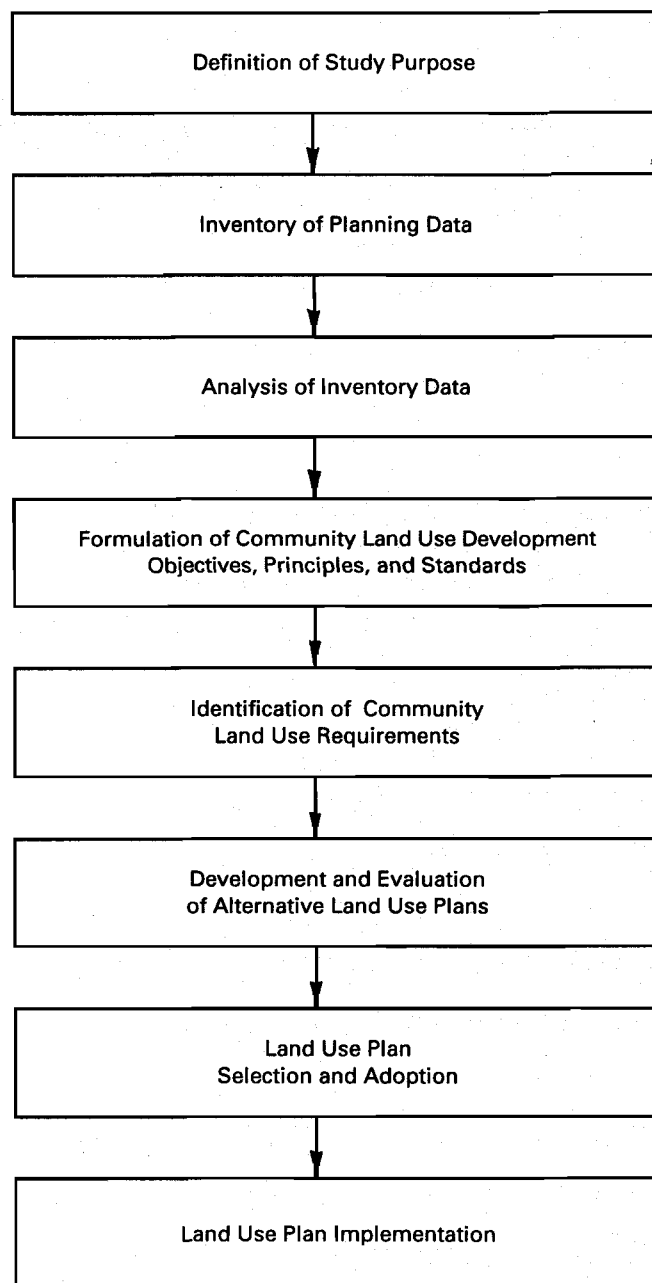 Definition of Study Purpose
Inventory of Planning Data
Analysis of Inventory Data
Formulation of Community Land Use Development
Objectives, Principles, and Standards
Identification of Community
Land Use Requirements
Development and Evaluation
of Alternative Land Use Plans
Land Use Plan
Selection and Adoption
Land Use Plan Implementation